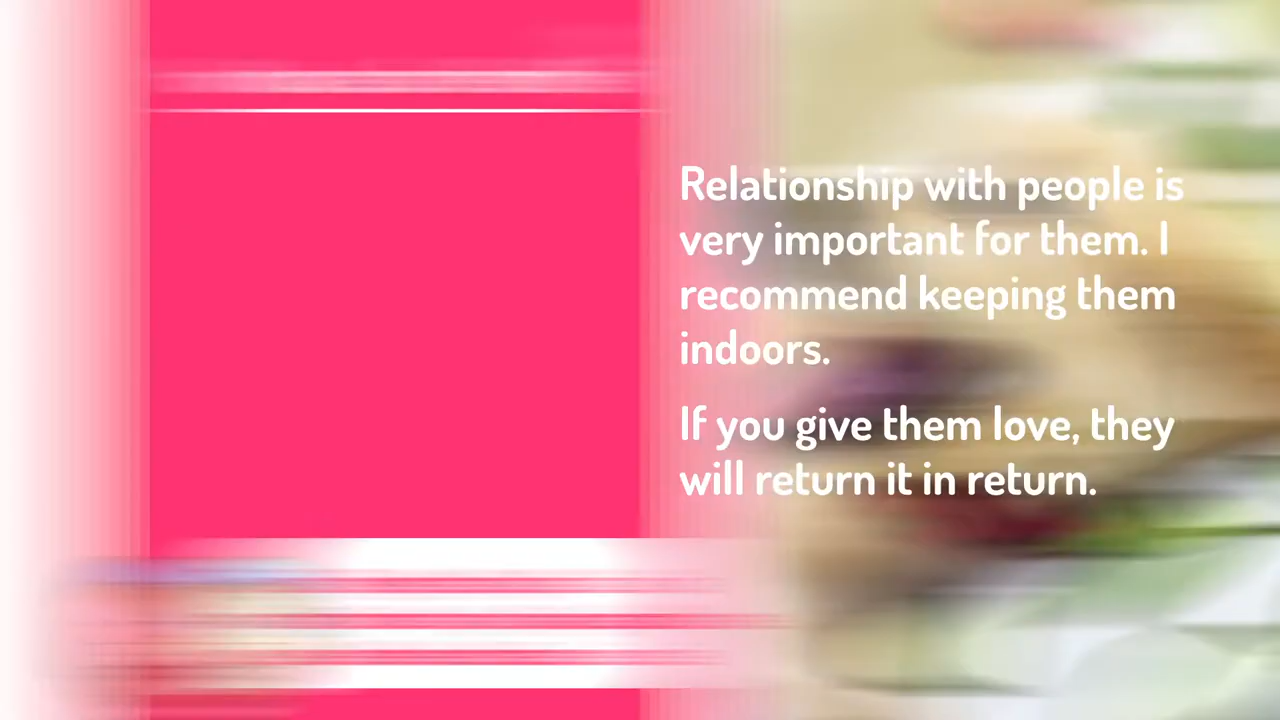 Relationship with people is
very important for them. I
recommend keeping them
indoors.
If you give them love, they
will return it in return.